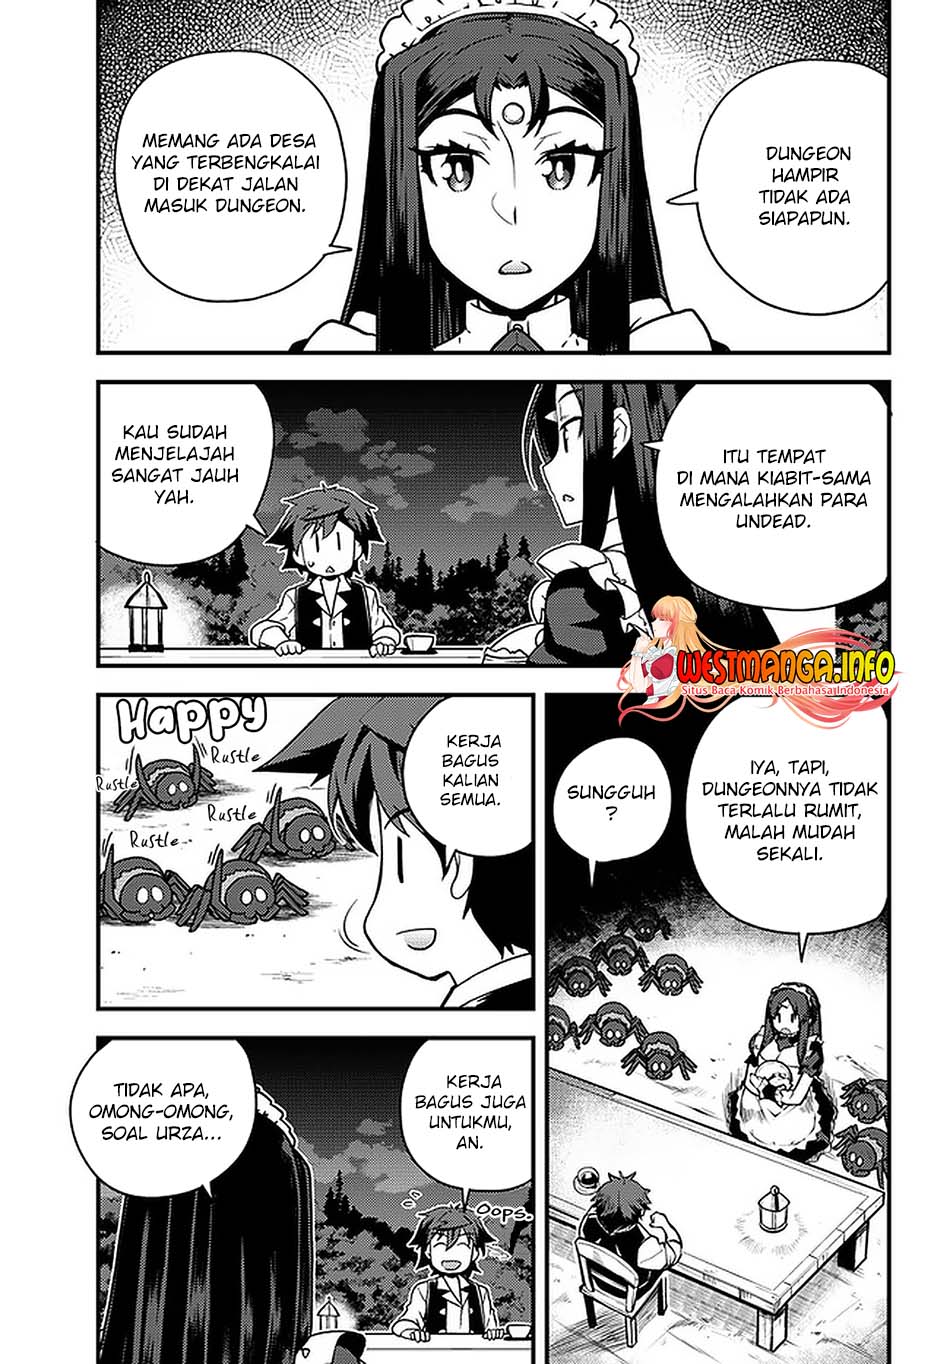 DUNGEON
HAMPIR
TIDAK ADA
SIAPAPUN.
MEMANG ADA DESA
YANG TERBENGKALAI
DI DEKAT JALAN
MASUK DUNGEON.
ITU TEMPAT
DI MANA KIABIT-SAMA
MENGALAHKAN PARA
UNDEAD.
KAU SUDAH
MENJELAJAH
SANGAT JAUH
YAH.
WESTMANGA.INFO
Situs Baca Komik Berbahasa Indonesia
IYA, TAPI,
DUNGEONNYA TIDAK
TERLALU RUMIT,
MALAH MUDAH
SEKALI.
SUNGGUH
?
KERJA
BAGUS
KALIAN
SEMUA.
Happy
Rustle
Rustle
Rustle
Rustle
KERJA
BAGUS JUGA
UNTUKMU,
AN.
Oops.
TIDAK APA,
OMONG-OMONG,
SOAL URZA...